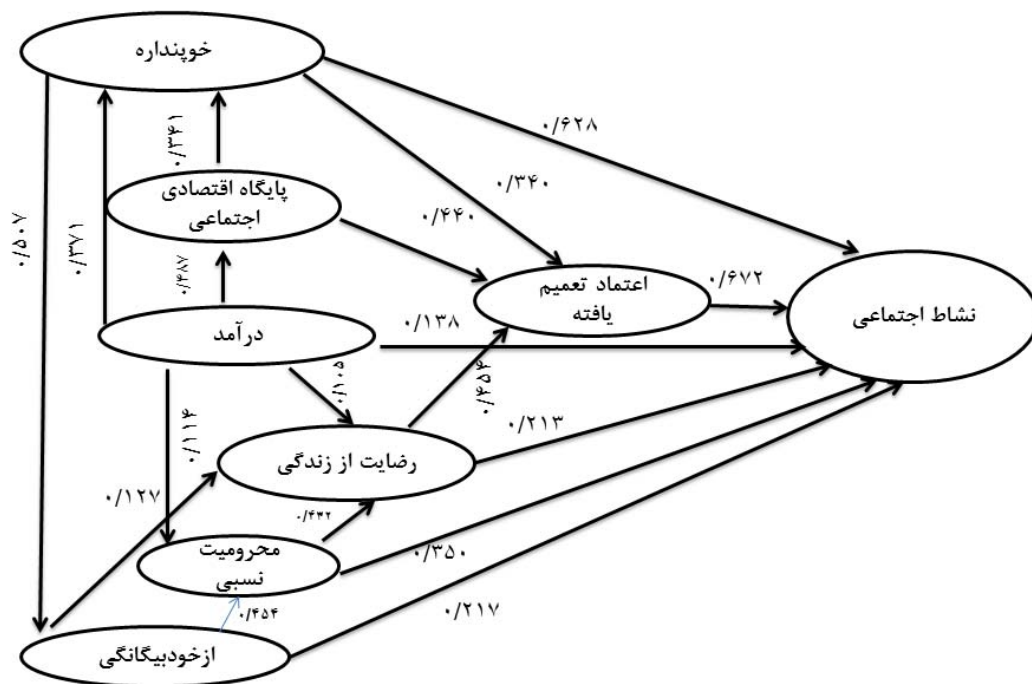 خوپنداره
۰/۶۲۸
۰/۳۴۱
۰/۳۴۰
پایگاه اقتصادی
اجتماعی
۰/۴۴۰
۰/۵۰۷
۰/۳۷۱
۰/۴۸۷
اعتماد تعمیم
یافته
۰/۶۷۲
نشاط اجتماعی
درآمد
۰/۱۳۸
۰/۱۰۵
۰/۴۵۴
۰/۱۱۴
۰/۲۱۳
رضایت از زندگی
۰/۱۲۷
۰/۴۳۲
محرومیت
نسبی
۰/۳۵۰
۰/۴۵۴
۰/۲۱۷
ازخودبیگانگی